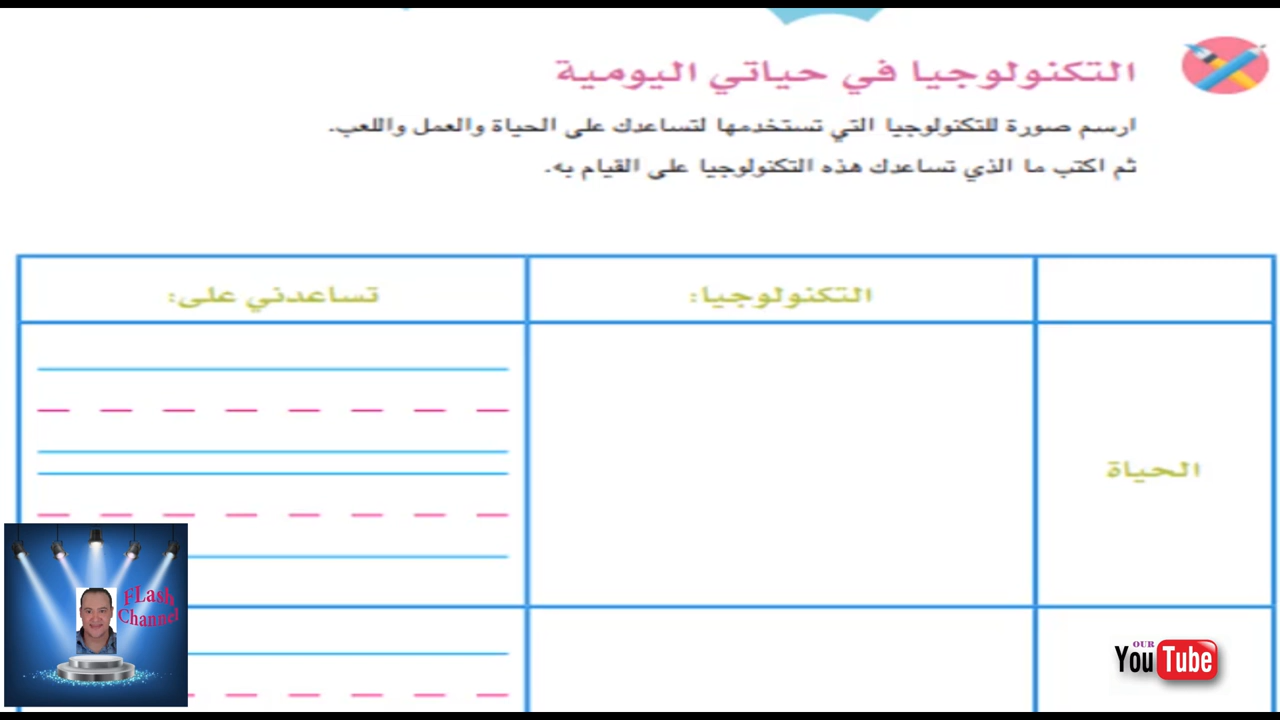 التكنولوجيا في حياتي اليومية
ارسم صورة للتكنولوجيا التي تستخدمها لتساعدك على الحياة والعمل واللعب.
ثم اكتب ما الذي تساعدك هذه التكنولوجيا على القيام به.
التكنولوجيا:
تساعدني على:
الحياة
FLash
Channel
OUR
YouTube